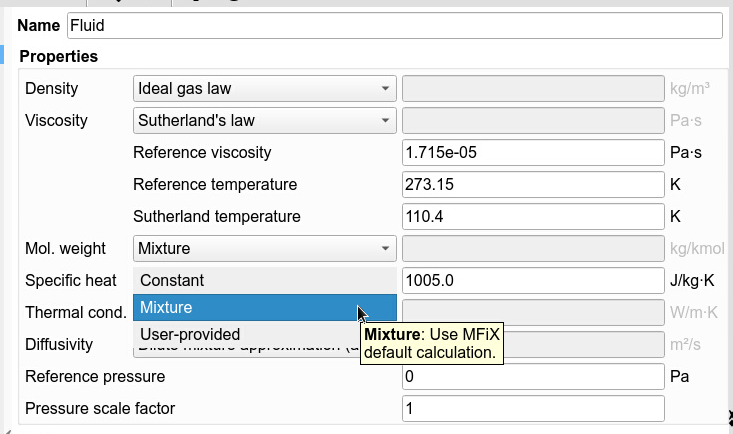 Name Fluid
Properties
Density Ideal gas law kg/m³
Viscosity Sutherland's law Pa·s
Reference viscosity 1.715e-05 Pa·s
Reference temperature 273.15 K
Sutherland temperature 110.4 K
Mol. weight Mixture kg/kmol
Specific heat Constant 1005.0 J/kg·K
Thermal cond. Mixture W/m·K
User-provided
Mixture: Use MFiX
default calculation.
Diffusivity m²/s
Reference pressure 0 Pa
Pressure scale factor 1